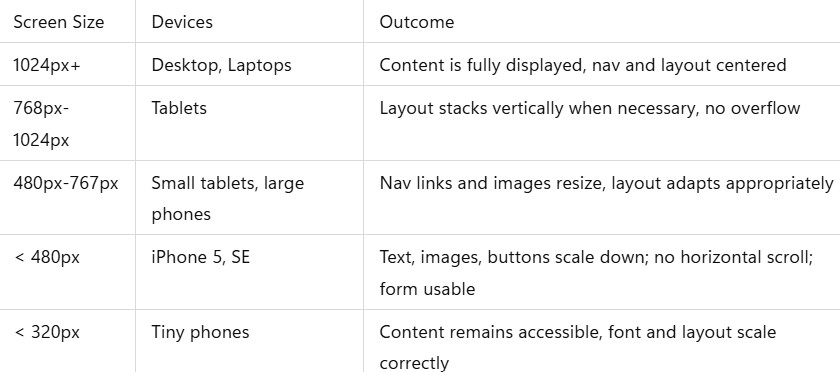 Screen Size Devices Outcome
1024px+ Desktop, Laptops Content is fully displayed, nav and layout centered
768px-
1024px Tablets Layout stacks vertically when necessary, no overflow
480px-767px Small tablets, large
phones Nav links and images resize, layout adapts appropriately
< 480px iPhone 5, SE Text, images, buttons scale down; no horizontal scroll;
form usable
< 320px Tiny phones Content remains accessible, font and layout scale
correctly